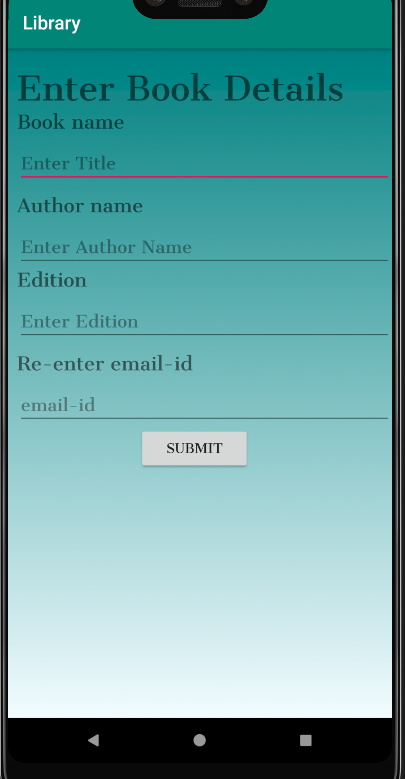 Library
Enter Book Details
Book name
Enter Title
Author name
Enter Author Name
Edition
Enter Edition
Re-enter email-id
email-id
SUBMIT